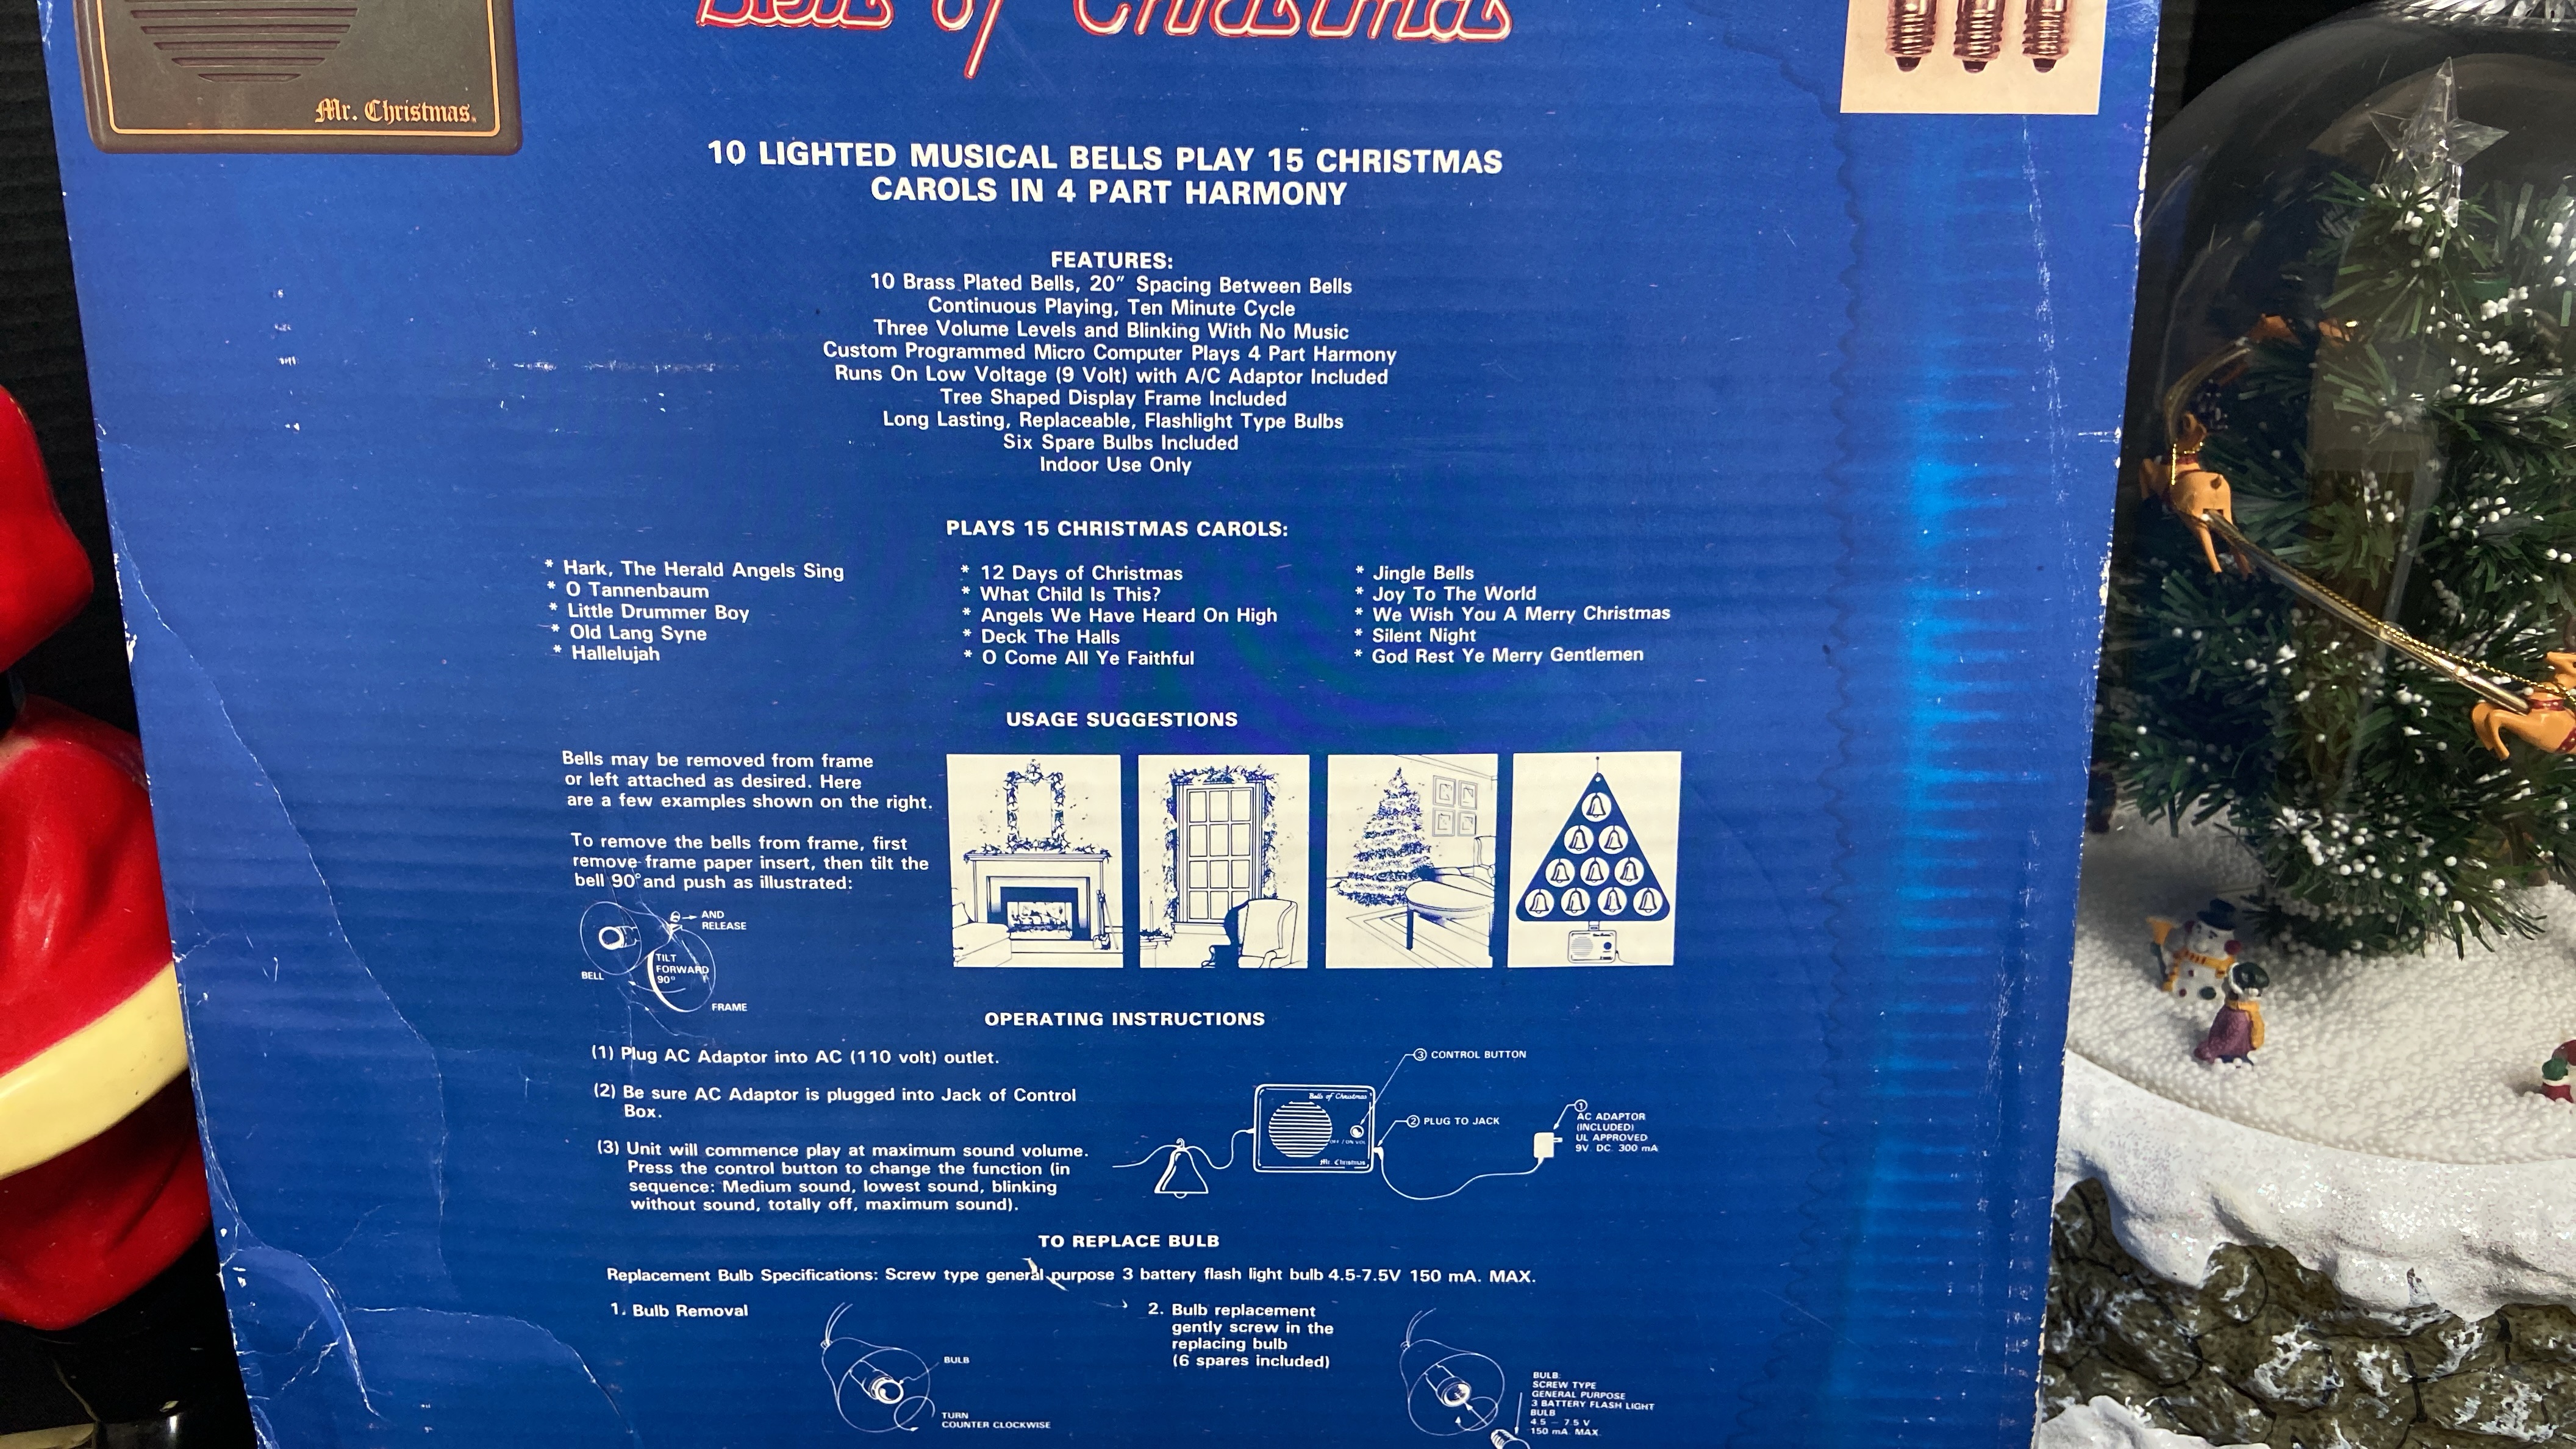 Bells of Christmas
Mr. Christmas.
10 LIGHTED MUSICAL BELLS PLAY 15 CHRISTMAS
CAROLS IN 4 PART HARMONY
FEATURES:
10 Brass Plated Bells, 20" Spacing Between Bells
Continuous Playing, Ten Minute Cycle
Three Volume Levels and Blinking With No Music
Custom Programmed Micro Computer Plays 4 Part Harmony
Runs On Low Voltage (9 Volt) with A/C Adaptor Included
Tree Shaped Display Frame Included
Long Lasting, Replaceable, Flashlight Type Bulbs
Six Spare Bulbs Included
Indoor Use Only
PLAYS 15 CHRISTMAS CAROLS:
* Hark, The Herald Angels Sing
* O Tannenbaum
* Little Drummer Boy
* Old Lang Syne
* Hallelujah
* 12 Days of Christmas
* What Child Is This?
* Angels We Have Heard On High
* Deck The Halls
* O Come All Ye Faithful
* Jingle Bells
* Joy To The World
* We Wish You A Merry Christmas
* Silent Night
* God Rest Ye Merry Gentlemen
USAGE SUGGESTIONS
Bells may be removed from frame
or left attached as desired. Here
are a few examples shown on the right.
To remove the bells from frame, first
remove frame paper insert, then tilt the
bell 90° and push as illustrated:
AND
RELEASE
TILT
FORWARD
90°
BELL
FRAME
OPERATING INSTRUCTIONS
(1) Plug AC Adaptor into AC (110 volt) outlet.
(2) Be sure AC Adaptor is plugged into Jack of Control
Box.
(3) Unit will commence play at maximum sound volume.
Press the control button to change the function (in
sequence: Medium sound, lowest sound, blinking
without sound, totally off, maximum sound).
3 CONTROL BUTTON
Bells of Christmas
OFF / ON VOL
Mr. Christmas
2 PLUG TO JACK
1
AC ADAPTOR
(INCLUDED)
UL APPROVED
9V. DC. 300 mA
TO REPLACE BULB
Replacement Bulb Specifications: Screw type general purpose 3 battery flash light bulb 4.5-7.5V 150 mA. MAX.
1. Bulb Removal
BULB
TURN
COUNTER CLOCKWISE
2. Bulb replacement
gently screw in the
replacing bulb
(6 spares included)
BULB:
SCREW TYPE
GENERAL PURPOSE
3 BATTERY FLASH LIGHT
BULB
4.5 - 7.5 V
150 mA. MAX.